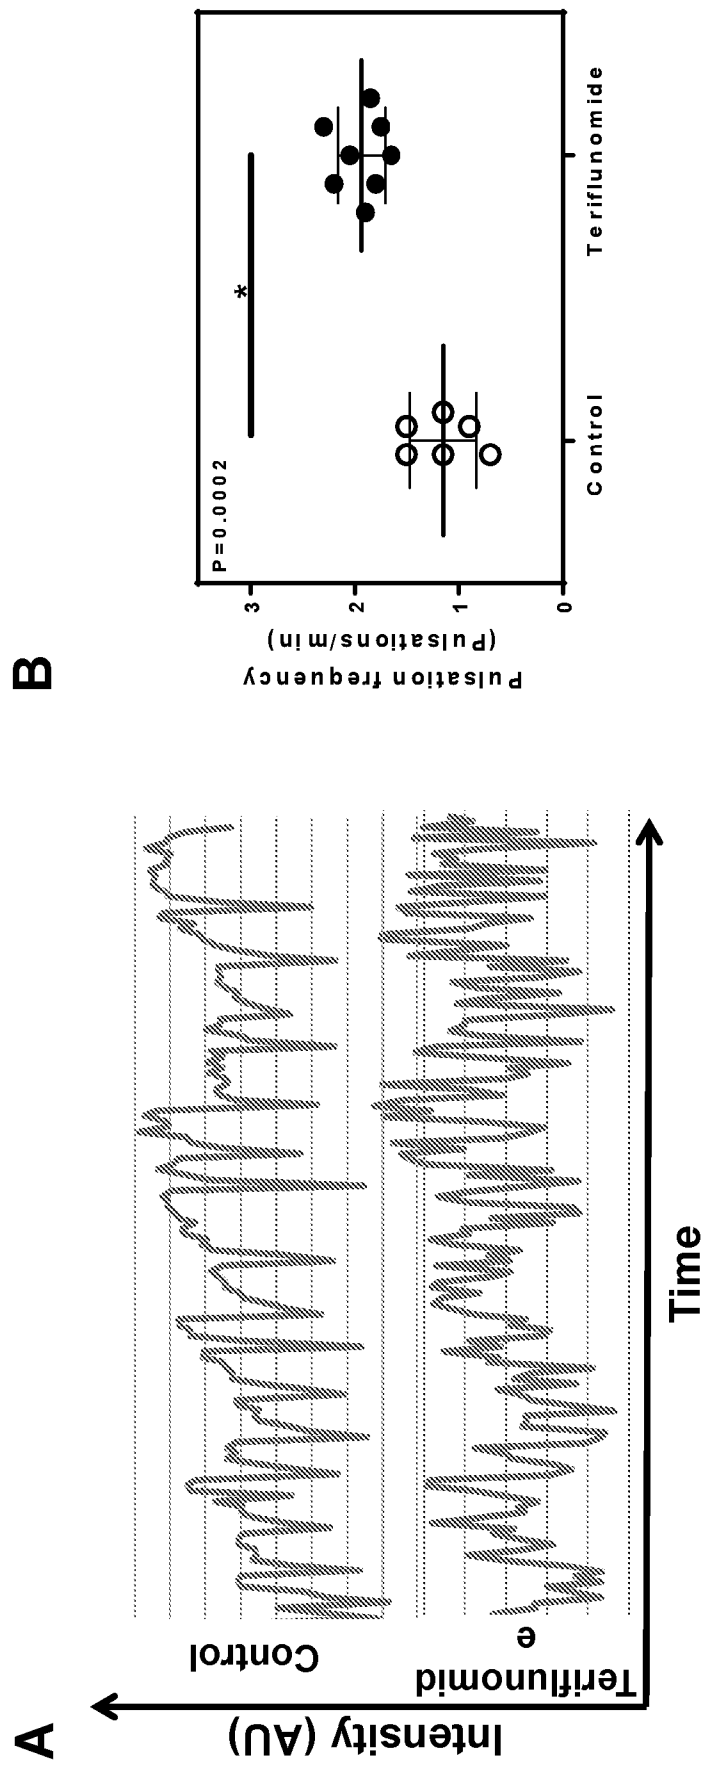 A
Intensity (AU)
Control
Teriflunomid
e
Time
B
Pulsation frequency
(Pulsations/min)
3
2
1
0
P=0.0002
*
Control
Teriflunomide